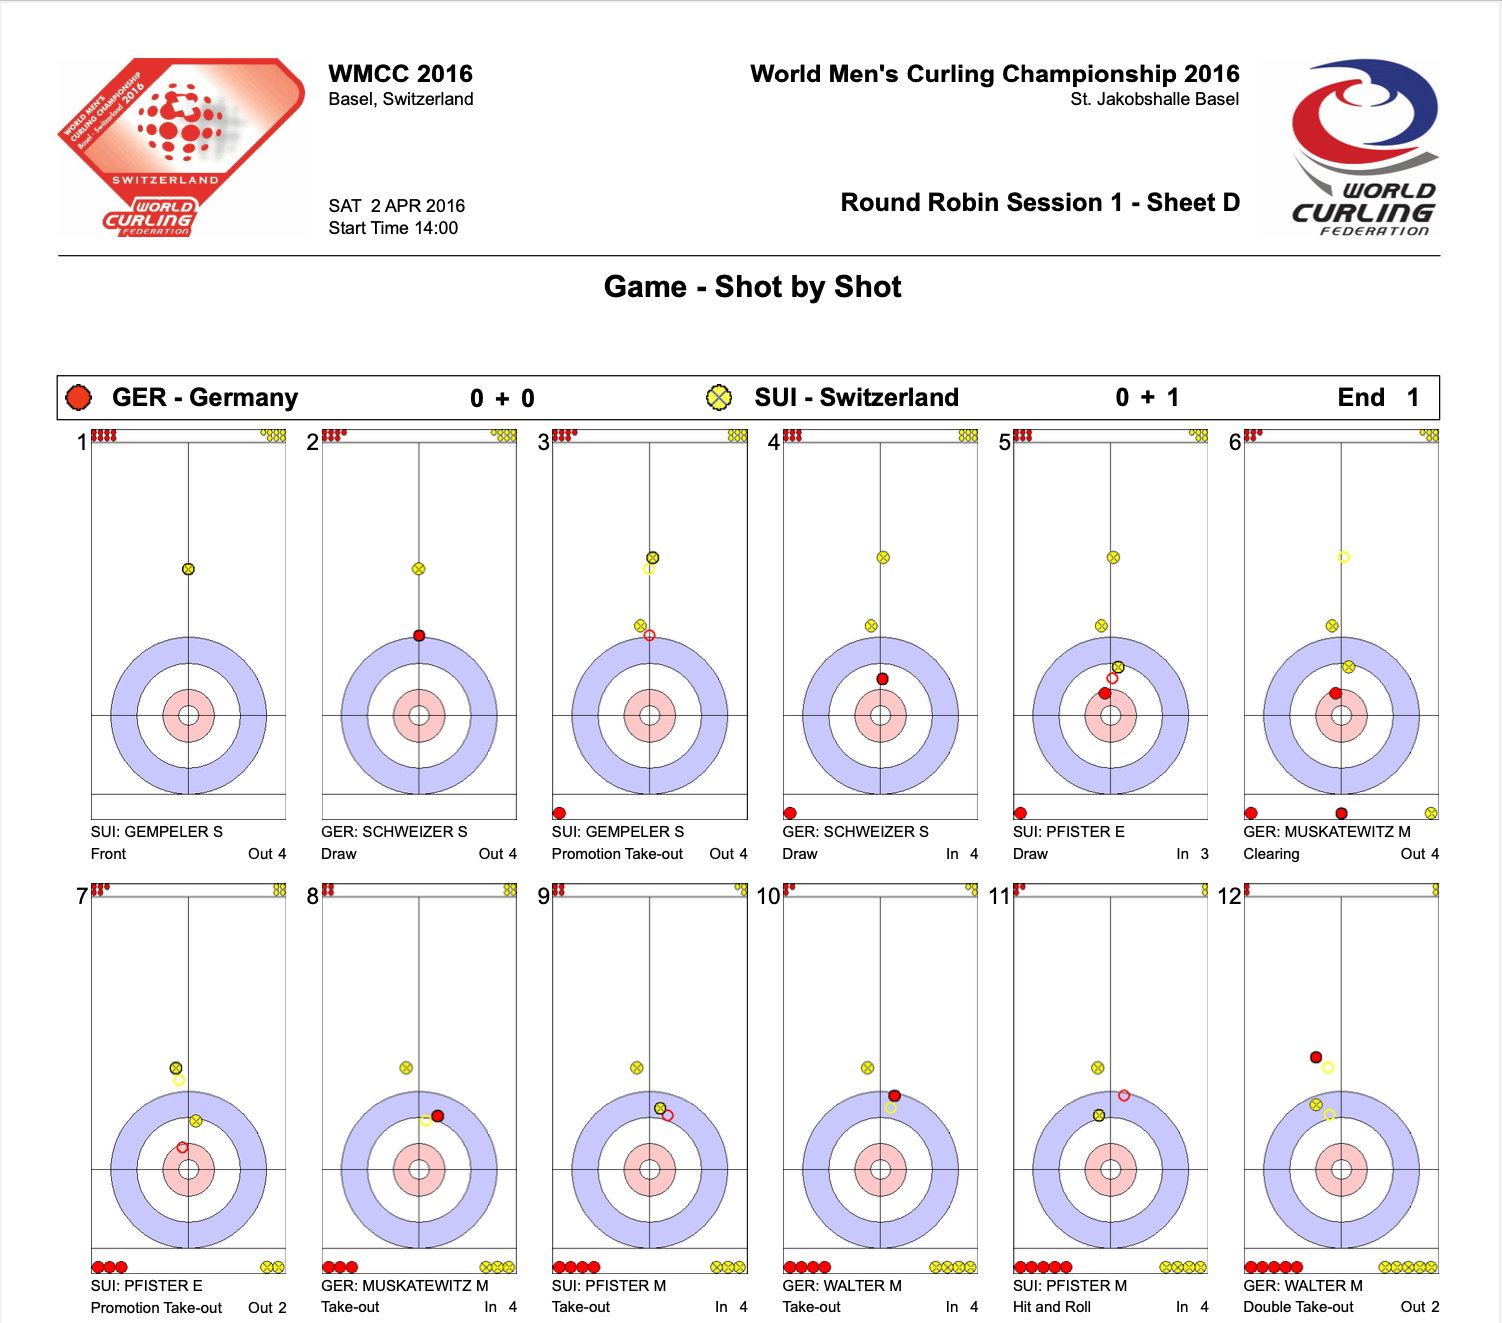 WORLD MEN'S
CURLING CHAMPIONSHIP
Basel - Switzerland 2016
SWITZERLAND
WORLD
CURLING
FEDERATION
WMCC 2016
Basel, Switzerland
SAT 2 APR 2016
Start Time 14:00
World Men's Curling Championship 2016
St. Jakobshalle Basel
Round Robin Session 1 - Sheet D
WORLD
CURLING
FEDERATION
Game - Shot by Shot
GER - Germany 0 + 0 SUI - Switzerland 0 + 1 End 1
1 2 3 4 5 6
SUI: GEMPELER S GER: SCHWEIZER S SUI: GEMPELER S GER: SCHWEIZER S SUI: PFISTER E GER: MUSKATEWITZ M
Front Out 4 Draw Out 4 Promotion Take-out Out 4 Draw In 4 Draw In 3 Clearing Out 4
7 8 9 10 11 12
SUI: PFISTER E GER: MUSKATEWITZ M SUI: PFISTER M GER: WALTER M SUI: PFISTER M GER: WALTER M
Promotion Take-out Out 2 Take-out In 4 Take-out In 4 Take-out In 4 Hit and Roll In 4 Double Take-out Out 2